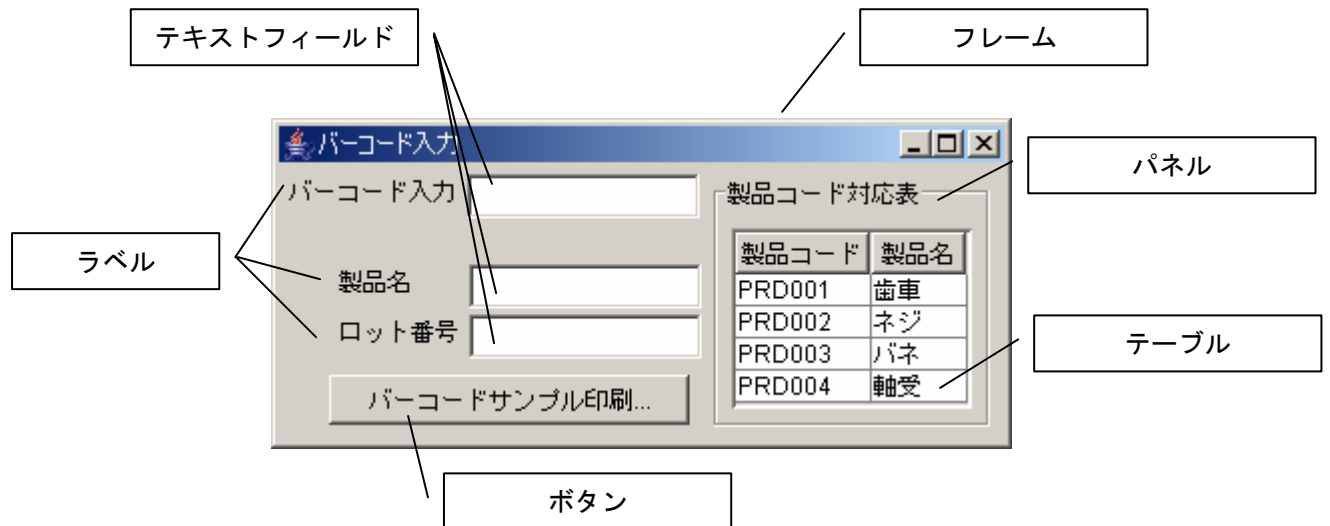 テキストフィールド
フレーム
バーコード入力
バーコード入力
製品コード対応表
パネル
ラベル
製品コード 製品名
製品名
PRD001 歯車
PRD002 ネジ
ロット番号
PRD003 バネ
テーブル
PRD004 軸受
バーコードサンプル印刷...
ボタン